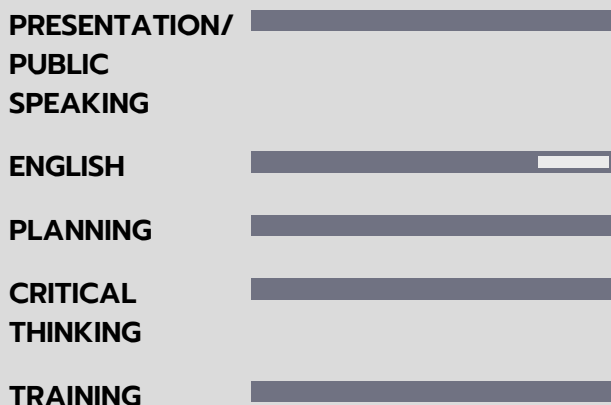 PRESENTATION/
PUBLIC
SPEAKING
ENGLISH
PLANNING
CRITICAL
THINKING
TRAINING